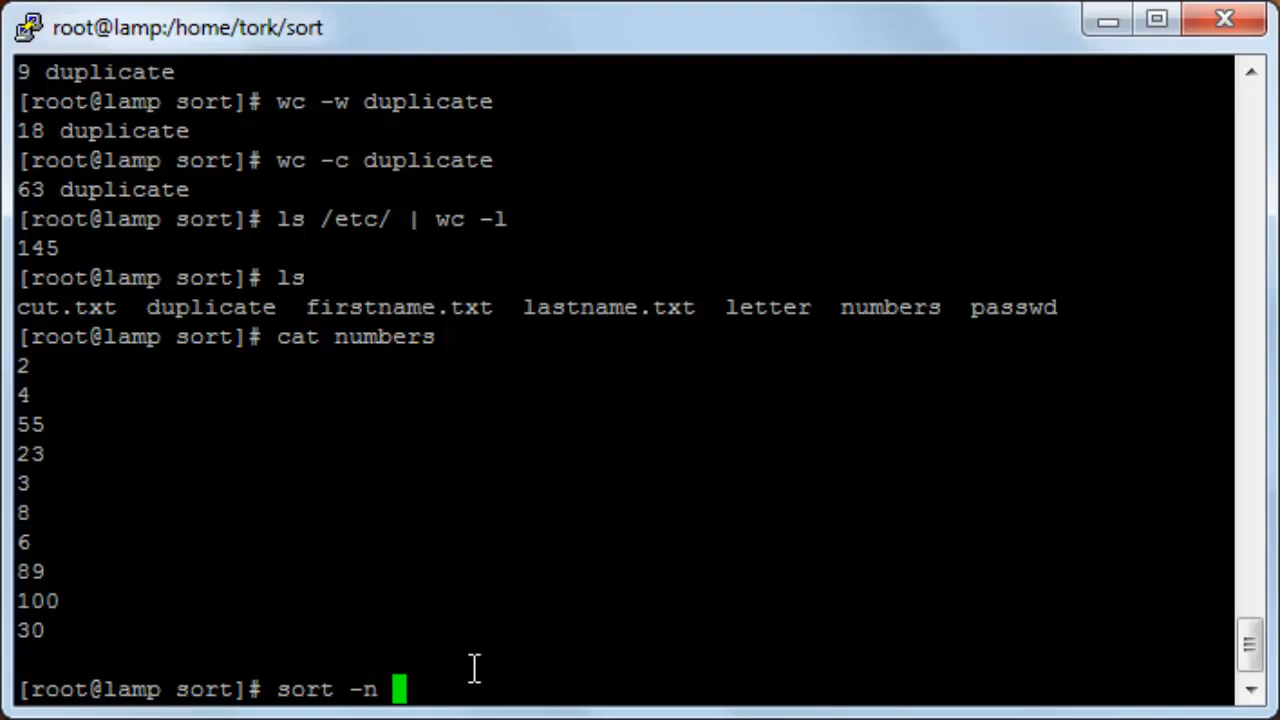 root@lamp:/home/tork/sort
9 duplicate
[root@lamp sort]# wc -w duplicate
18 duplicate
[root@lamp sort]# wc -c duplicate
63 duplicate
[root@lamp sort]# ls /etc/ | wc -l
145
[root@lamp sort]# ls
cut.txt  duplicate  firstname.txt  lastname.txt  letter  numbers  passwd
[root@lamp sort]# cat numbers
2
4
55
23
3
8
6
89
100
30
[root@lamp sort]# sort -n